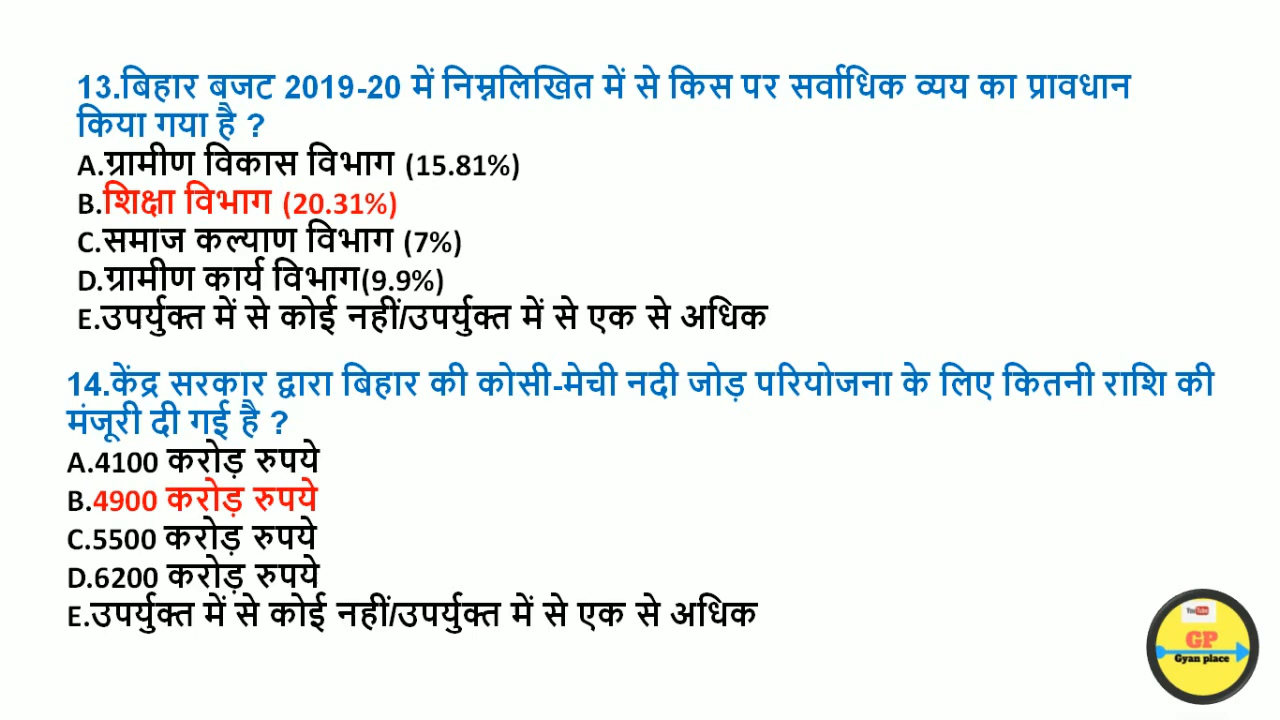 13.बिहार बजट 2019-20 में निम्नलिखित में से किस पर सर्वाधिक व्यय का प्रावधान
किया गया है ?
A.ग्रामीण विकास विभाग (15.81%)
B.शिक्षा विभाग (20.31%)
C.समाज कल्याण विभाग (7%)
D.ग्रामीण कार्य विभाग(9.9%)
E.उपर्युक्त में से कोई नहीं/उपर्युक्त में से एक से अधिक
14.केंद्र सरकार द्वारा बिहार की कोसी-मेची नदी जोड़ परियोजना के लिए कितनी राशि की
मंजूरी दी गई है ?
A.4100 करोड़ रुपये
B.4900 करोड़ रुपये
C.5500 करोड़ रुपये
D.6200 करोड़ रुपये
E.उपर्युक्त में से कोई नहीं/उपर्युक्त में से एक से अधिक
YouTube
GP
Gyan place